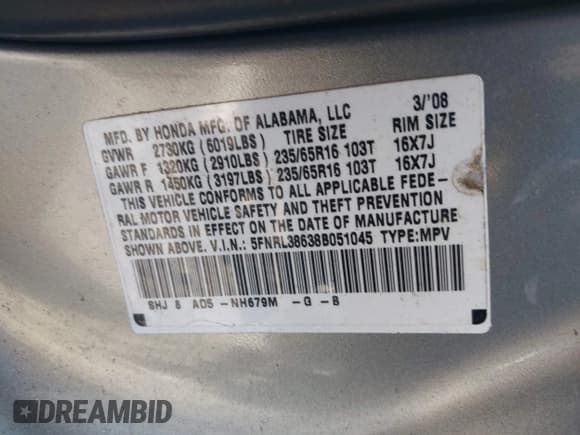 MFD. BY HONDA MFG. OF ALABAMA, LLC 3/'08
GVWR 2730KG (6019LBS) TIRE SIZE RIM SIZE
GAWR F 1320KG (2910LBS) 235/65R16 103T 16X7J
GAWR R 1450KG (3197LBS) 235/65R16 103T 16X7J
THIS VEHICLE CONFORMS TO ALL APPLICABLE FEDE-
RAL MOTOR VEHICLE SAFETY AND THEFT PREVENTION
STANDARDS IN EFFECT ON THE DATE OF MANUFACTURE
SHOWN ABOVE. V.I.N.: 5FNRL38638B051045 TYPE:MPV
SHJ 8 AD5 -NH679M -G -B
DREAMBID